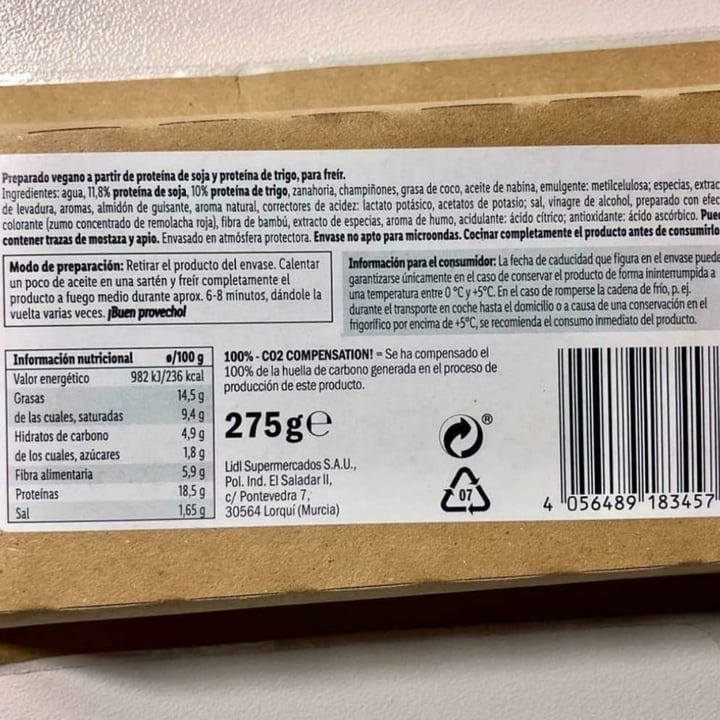 Preparado vegano a partir de proteína de soja y proteína de trigo, para freír.
Ingredientes: agua, 11,8% proteína de soja, 10% proteína de trigo, zanahoria, champiñones, grasa de coco, aceite de nabina, emulgente: metilcelulosa; especias, extrac
de levadura, aromas, almidón de guisante, aroma natural, correctores de acidez: lactato potásico, acetatos de potasio; sal, vinagre de alcohol, preparado con efec
colorante (zumo concentrado de remolacha roja), fibra de bambú, extracto de especias, aroma de humo, acidulante: ácido cítrico; antioxidante: ácido ascórbico. Pue
contener trazas de mostaza y apio. Envasado en atmósfera protectora. Envase no apto para microondas. Cocinar completamente el producto antes de consumirlo
Modo de preparación: Retirar el producto del envase. Calentar
un poco de aceite en una sartén y freír completamente el
producto a fuego medio durante aprox. 6-8 minutos, dándole la
vuelta varias veces. ¡Buen provecho!
Información para el consumidor: La fecha de caducidad que figura en el envase puede
garantizarse únicamente en el caso de conservar el producto de forma ininterrumpida a
una temperatura entre 0 °C y +5°C. En el caso de romperse la cadena de frío, p. ej.
durante el transporte en coche hasta el domicilio o a causa de una conservación en el
frigorífico por encima de +5°C, se recomienda el consumo inmediato del producto.
Información nutricional ø/100 g
Valor energético 982 kJ/236 kcal
Grasas 14,5 g
de las cuales, saturadas 9,4 g
Hidratos de carbono 4,9 g
de los cuales, azúcares 1,8 g
Fibra alimentaria 5,9 g
Proteínas 18,5 g
Sal 1,65 g
100% - CO2 COMPENSATION! = Se ha compensado el
100% de la huella de carbono generada en el proceso de
producción de este producto.
275 g ℮
Lidl Supermercados S.A.U.,
Pol. Ind. El Saladar II,
c/ Pontevedra 7,
30564 Lorquí (Murcia)
®
07
4 056489 183457